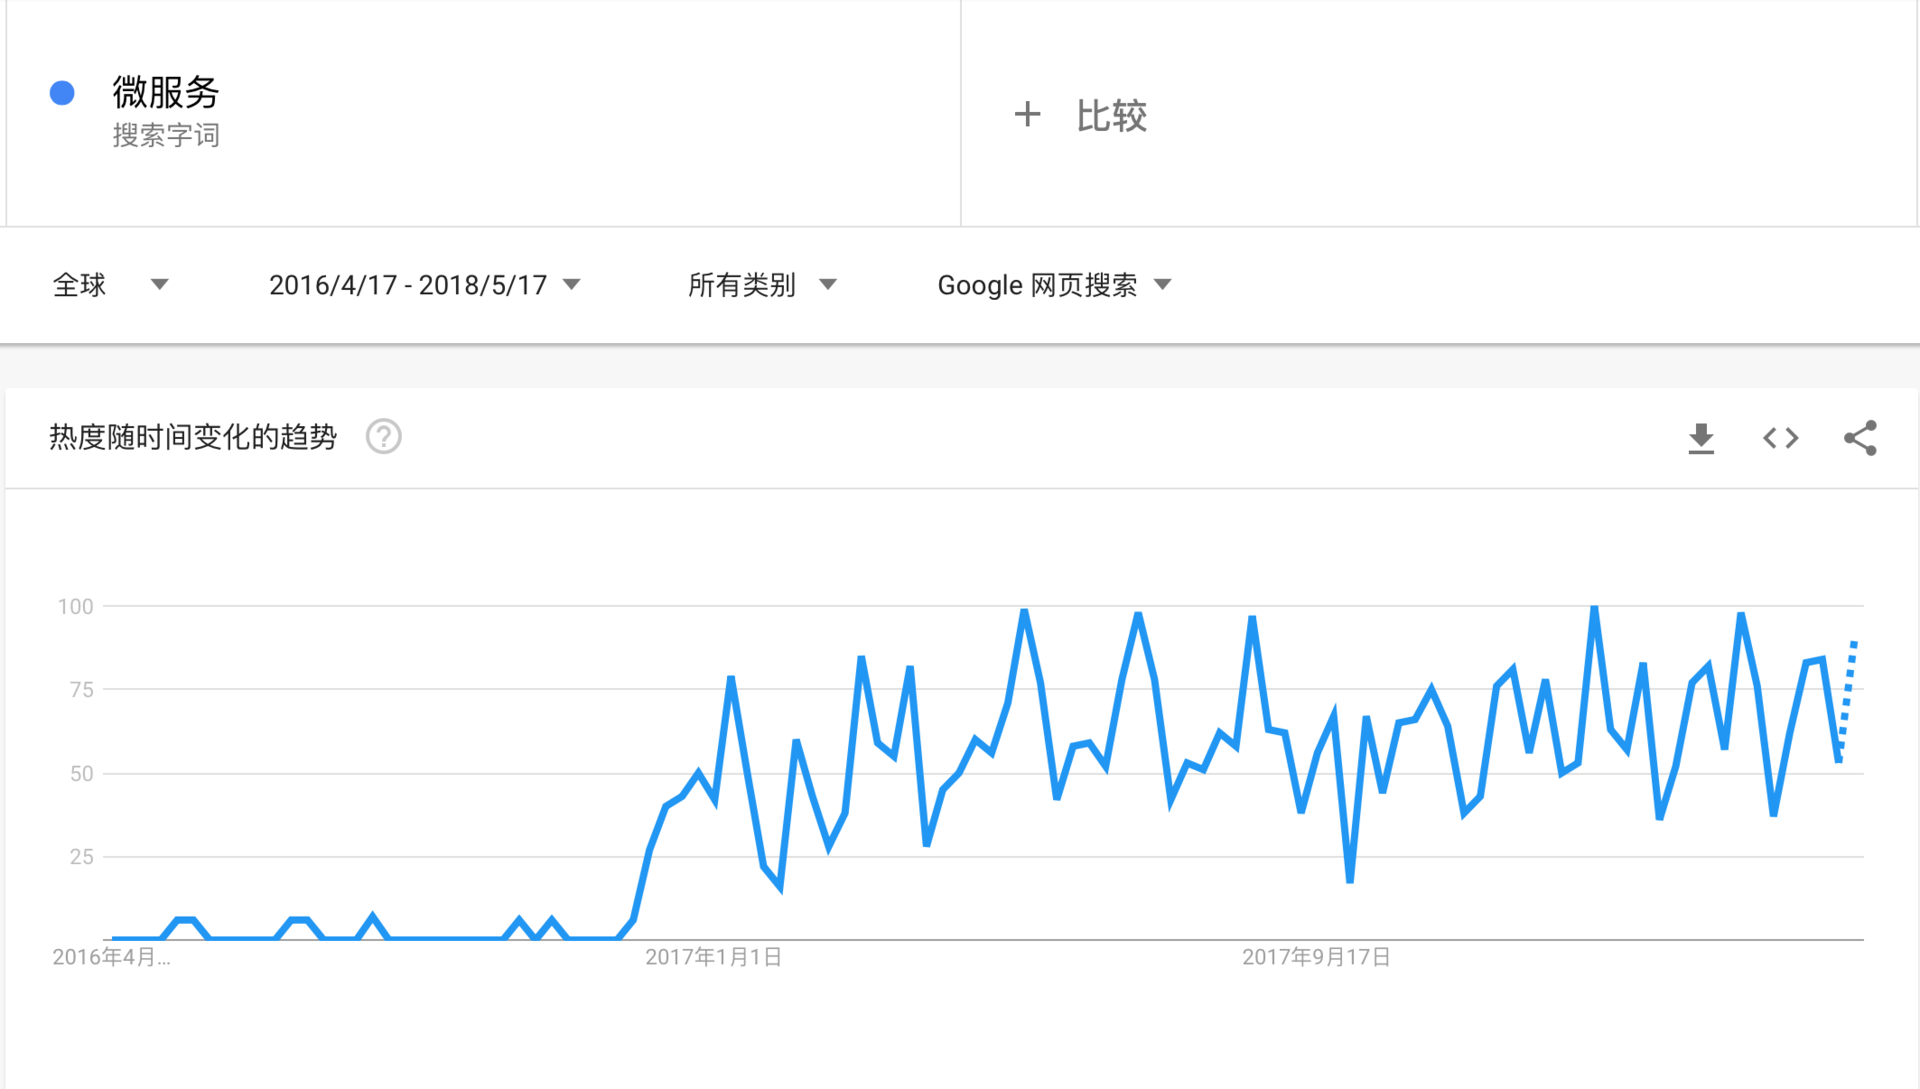 微服务
搜索字词
+ 比较
全球
2016/4/17 - 2018/5/17
所有类别
Google 网页搜索
热度随时间变化的趋势
?
100
75
50
25
2016年4月...
2017年1月1日
2017年9月17日